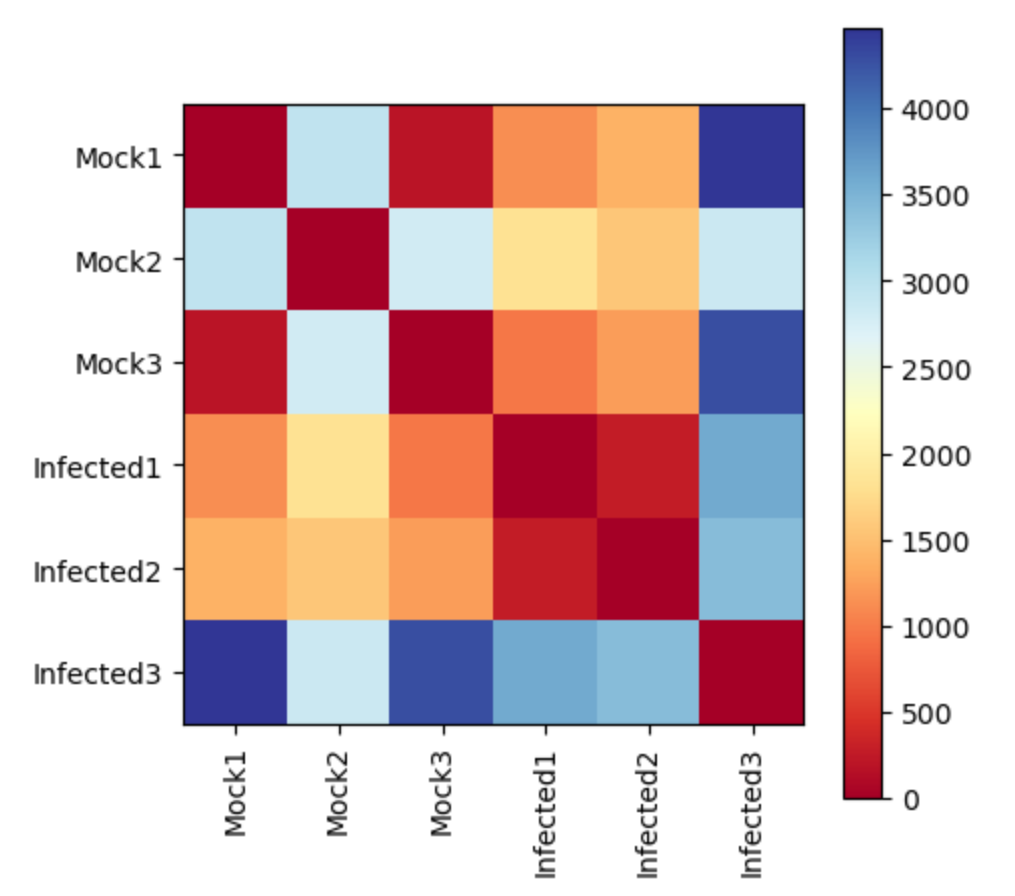 Mock1
Mock2
Mock3
Infected1
Infected2
Infected3
Mock1
Mock2
Mock3
Infected1
Infected2
Infected3
4000
3500
3000
2500
2000
1500
1000
500
0